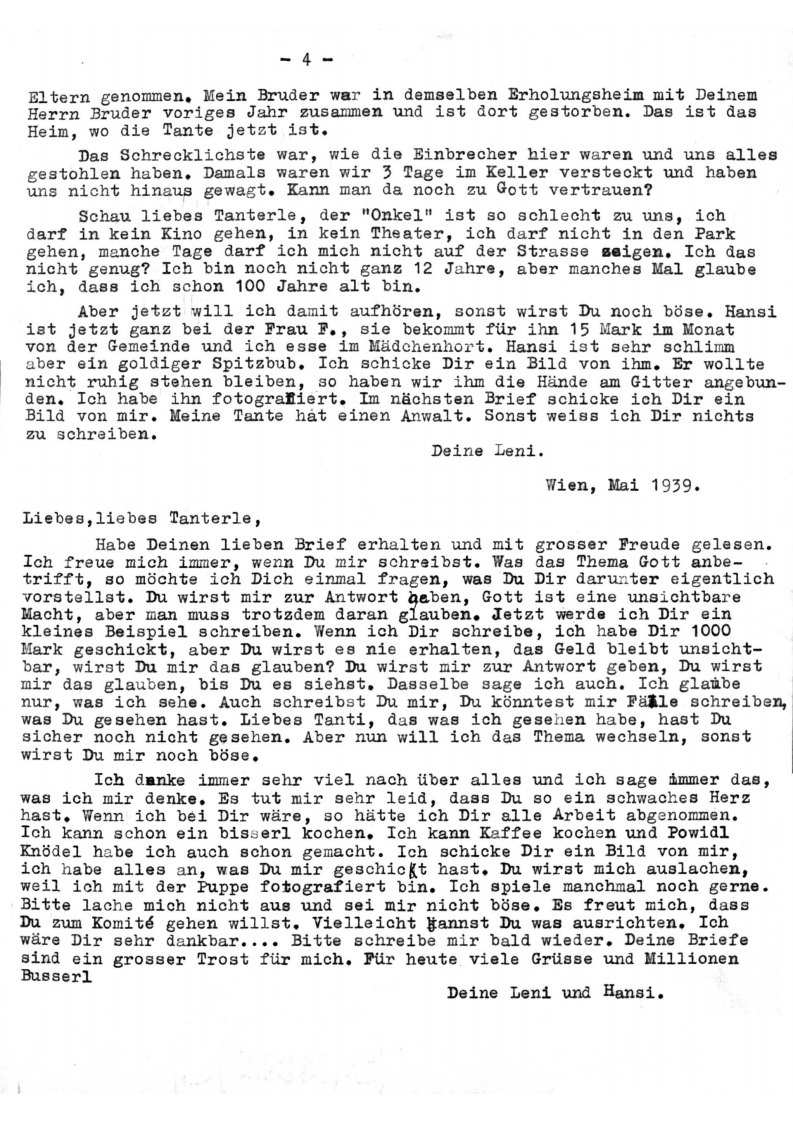 - 4 -
Eltern genommen. Mein Bruder war in demselben Erholungsheim mit Deinem
Herrn Bruder voriges Jahr zusammen und ist dort gestorben. Das ist das
Heim, wo die Tante jetzt ist.
Das Schrecklichste war, wie die Einbrecher hier waren und uns alles
gestohlen haben. Damals waren wir 3 Tage im Keller versteckt und haben
uns nicht hinaus gewagt. Kann man da noch zu Gott vertrauen?
Schau liebes Tanterle, der "Onkel" ist so schlecht zu uns, ich
darf in kein Kino gehen, in kein Theater, ich darf nicht in den Park
gehen, manche Tage darf ich mich nicht auf der Strasse zeigen. Ich das
nicht genug? Ich bin noch nicht ganz 12 Jahre, aber manches Mal glaube
ich, dass ich schon 100 Jahre alt bin.
Aber jetzt will ich damit aufhören, sonst wirst Du noch böse. Hansi
ist jetzt ganz bei der Frau F., sie bekommt für ihn 15 Mark im Monat
von der Gemeinde und ich esse im Mädchenhort. Hansi ist sehr schlimm
aber ein goldiger Spitzbub. Ich schicke Dir ein Bild von ihm. Er wollte
nicht ruhig stehen bleiben, so haben wir ihm die Hände am Gitter angebun-
den. Ich habe ihn fotografiert. Im nächsten Brief schicke ich Dir ein
Bild von mir. Meine Tante hat einen Anwalt. Sonst weiss ich Dir nichts
zu schreiben.
Deine Leni.
Wien, Mai 1939.
Liebes,liebes Tanterle,
Habe Deinen lieben Brief erhalten und mit grosser Freude gelesen.
Ich freue mich immer, wenn Du mir schreibst. Was das Thema Gott anbe-
trifft, so möchte ich Dich einmal fragen, was Du Dir darunter eigentlich
vorstellst. Du wirst mir zur Antwort geben, Gott ist eine unsichtbare
Macht, aber man muss trotzdem daran glauben. Jetzt werde ich Dir ein
kleines Beispiel schreiben. Wenn ich Dir schreibe, ich habe Dir 1000
Mark geschickt, aber Du wirst es nie erhalten, das Geld bleibt unsicht-
bar, wirst Du mir das glauben? Du wirst mir zur Antwort geben, Du wirst
mir das glauben, bis Du es siehst. Dasselbe sage ich auch. Ich glaube
nur, was ich sehe. Auch schreibst Du mir, Du könntest mir Fälle schreiben,
was Du gesehen hast. Liebes Tanti, das was ich gesehen habe, hast Du
sicher noch nicht gesehen. Aber nun will ich das Thema wechseln, sonst
wirst Du mir noch böse.
Ich denke immer sehr viel nach über alles und ich sage immer das,
was ich mir denke. Es tut mir sehr leid, dass Du so ein schwaches Herz
hast. Wenn ich bei Dir wäre, so hätte ich Dir alle Arbeit abgenommen.
Ich kann schon ein bisserl kochen. Ich kann Kaffee kochen und Powidl
Knödel habe ich auch schon gemacht. Ich schicke Dir ein Bild von mir,
ich habe alles an, was Du mir geschickt hast. Du wirst mich auslachen,
weil ich mit der Puppe fotografiert bin. Ich spiele manchmal noch gerne.
Bitte lache mich nicht aus und sei mir nicht böse. Es freut mich, dass
Du zum Komité gehen willst. Vielleicht kannst Du was ausrichten. Ich
wäre Dir sehr dankbar.... Bitte schreibe mir bald wieder. Deine Briefe
sind ein grosser Trost für mich. Für heute viele Grüsse und Millionen
Busserl
Deine Leni und Hansi.